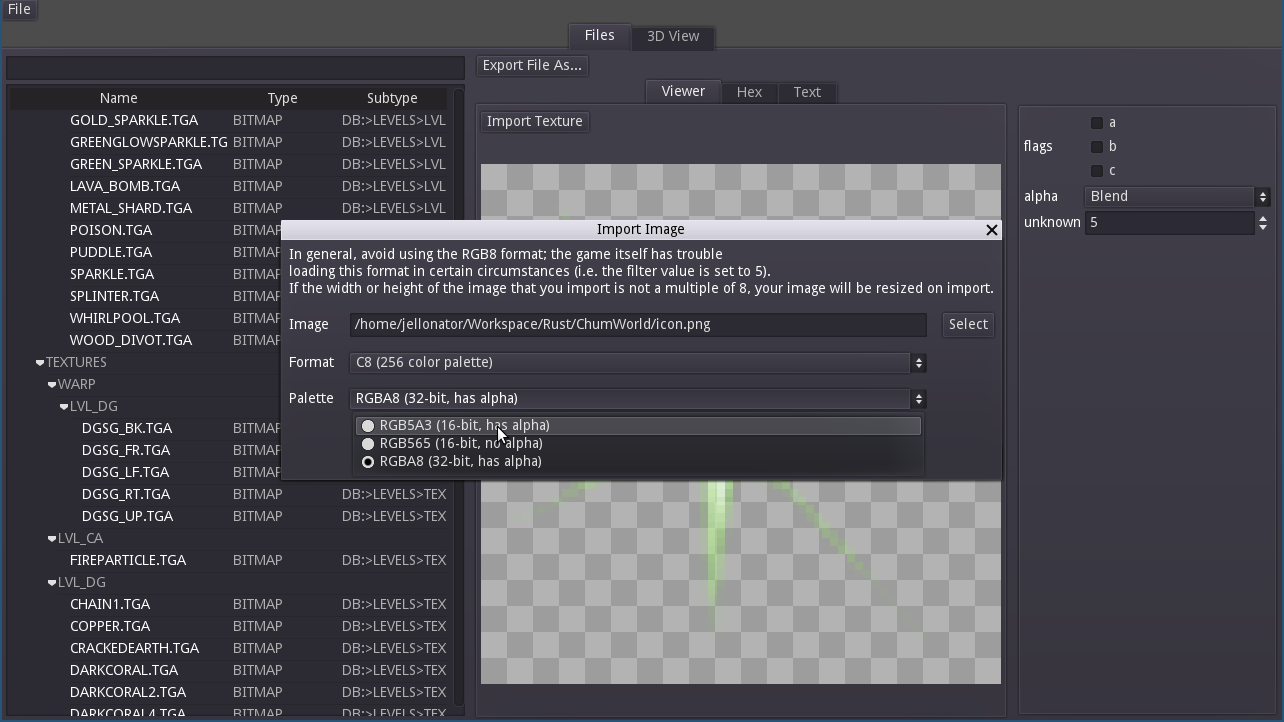 File
Files 3D View
Export File As...
Name Type Subtype
Viewer Hex Text
GOLD_SPARKLE.TGA BITMAP DB:>LEVELS>LVL
GREENGLOWSPARKLE.TG BITMAP DB:>LEVELS>LVL
GREEN_SPARKLE.TGA BITMAP DB:>LEVELS>LVL
LAVA_BOMB.TGA BITMAP DB:>LEVELS>LVL
METAL_SHARD.TGA BITMAP DB:>LEVELS>LVL
POISON.TGA BITMAP
PUDDLE.TGA BITMAP
SPARKLE.TGA BITMAP
SPLINTER.TGA BITMAP
WHIRLPOOL.TGA BITMAP
WOOD_DIVOT.TGA BITMAP
TEXTURES
WARP
LVL_DG
DGSG_BK.TGA BITMAP
DGSG_FR.TGA BITMAP
DGSG_LF.TGA BITMAP
DGSG_RT.TGA BITMAP DB:>LEVELS>TEX
DGSG_UP.TGA BITMAP DB:>LEVELS>TEX
LVL_CA
FIREPARTICLE.TGA BITMAP DB:>LEVELS>TEX
LVL_DG
CHAIN1.TGA BITMAP DB:>LEVELS>TEX
COPPER.TGA BITMAP DB:>LEVELS>TEX
CRACKEDEARTH.TGA BITMAP DB:>LEVELS>TEX
DARKCORAL.TGA BITMAP DB:>LEVELS>TEX
DARKCORAL2.TGA BITMAP DB:>LEVELS>TEX
DARKCORAL4.TGA BITMAP DB:>LEVELS>TEX
Import Texture
Import Image
In general, avoid using the RGB8 format; the game itself has trouble
loading this format in certain circumstances (i.e. the filter value is set to 5).
If the width or height of the image that you import is not a multiple of 8, your image will be resized on import.
Image /home/jellonator/Workspace/Rust/ChumWorld/icon.png Select
Format C8 (256 color palette)
Palette RGBA8 (32-bit, has alpha)
RGB5A3 (16-bit, has alpha)
RGB565 (16-bit, no alpha)
RGBA8 (32-bit, has alpha)
a
flags b
c
alpha Blend
unknown 5